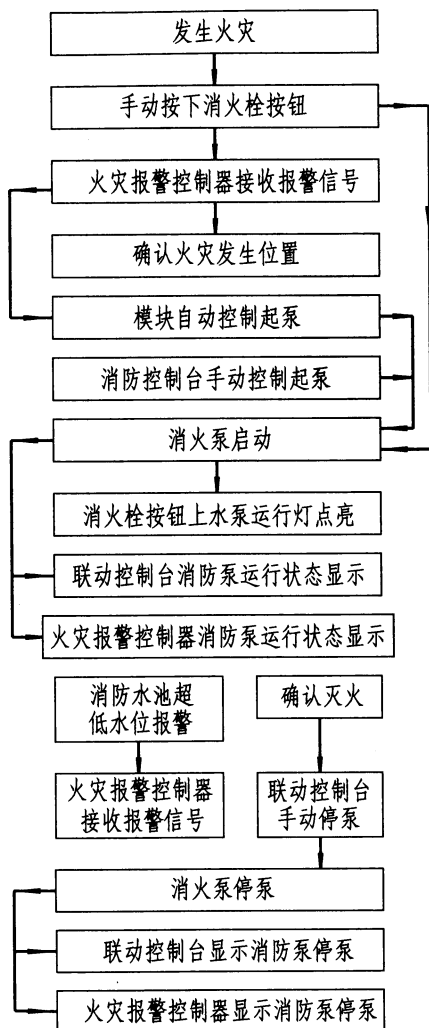 发生火灾
手动按下消火栓按钮
火灾报警控制器接收报警信号
确认火灾发生位置
模块自动控制起泵
消防控制台手动控制起泵
消火泵启动
消火栓按钮上水泵运行灯点亮
联动控制台消防泵运行状态显示
火灾报警控制器消防泵运行状态显示
消防水池超
低水位报警
确认灭火
火灾报警控制器
接收报警信号
联动控制台
手动停泵
消火泵停泵
联动控制台显示消防泵停泵
火灾报警控制器显示消防泵停泵